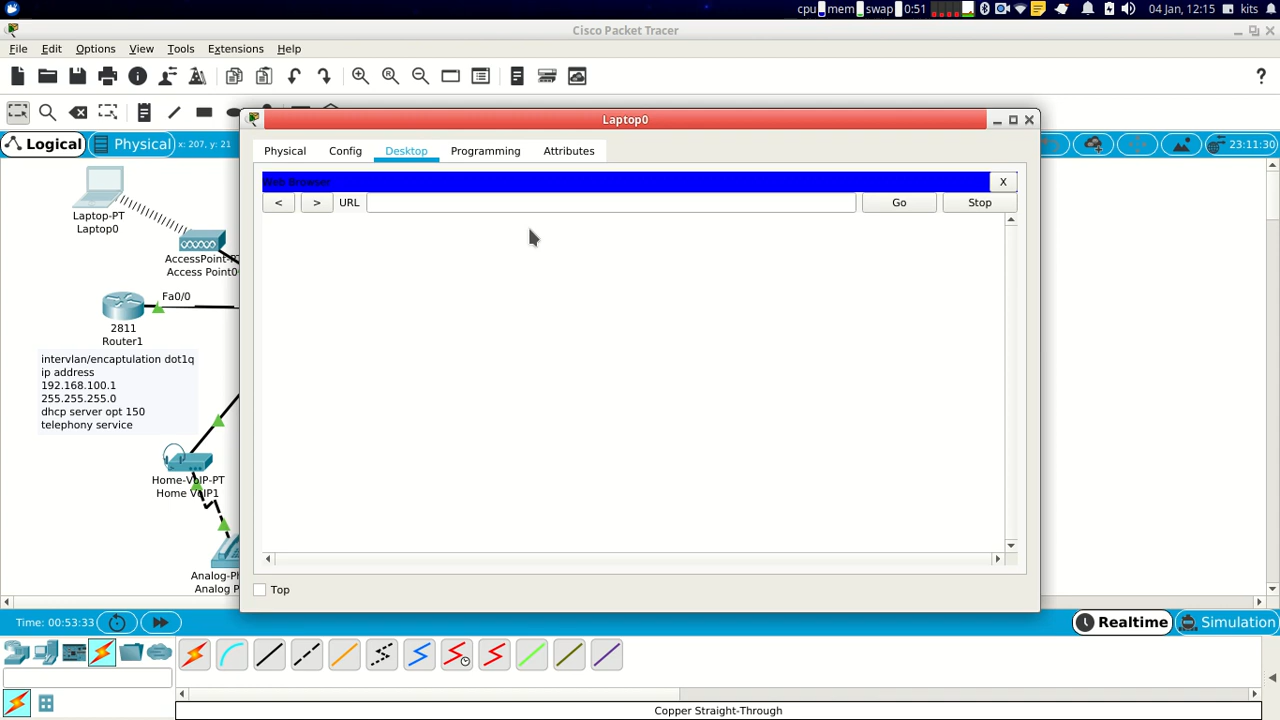 cpu mem swap 0:51 04 Jan, 12:15 kits
Cisco Packet Tracer
File Edit Options View Tools Extensions Help
?
Laptop0
Logical Physical x: 207, y: 21 23:11:30
Physical Config Desktop Programming Attributes
Web Browser X
< > URL Go Stop
Laptop-PT
Laptop0
AccessPoint-P
Access Point0
Fa0/0
2811
Router1
intervlan/encaptulation dot1q
ip address
192.168.100.1
255.255.255.0
dhcp server opt 150
telephony service
Home-VoIP-PT
Home VoIP1
Analog-Ph
Analog P
Top
Time: 00:53:33 Realtime Simulation
Copper Straight-Through